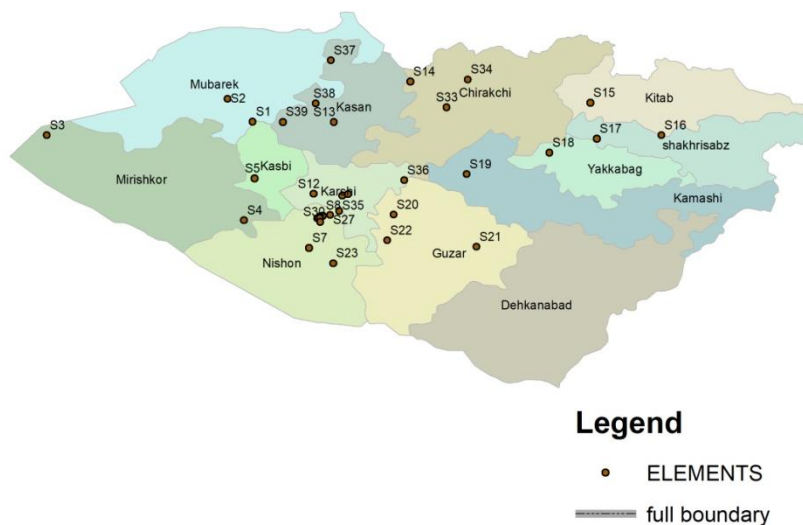 S37
S14
S34
Mubarek
S2
S38
Chirakchi
S33
S15
Kitab
S1
S39
S13
Kasan
S3
S17
S16
shakhrisabz
S18
Yakkabag
S5
Kasbi
S36
S19
Mirishkor
S12
Karshi
Kamashi
S4
S8
S35
S20
S27
S7
S22
S21
Guzar
Nishon
S23
Dehkanabad
Legend
ELEMENTS
full boundary